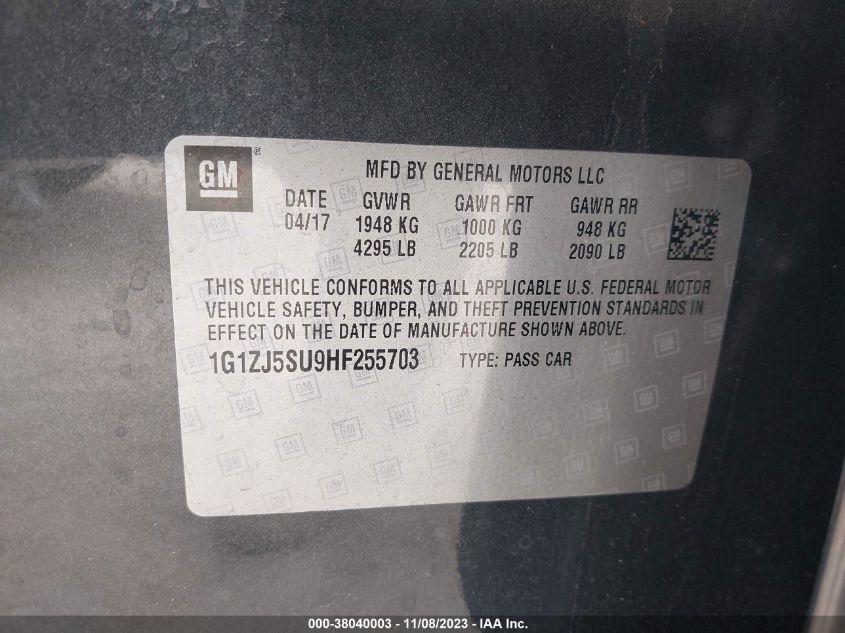 GM
MFD BY GENERAL MOTORS LLC
DATE GVWR GAWR FRT GAWR RR
04/17 1948 KG 1000 KG 948 KG
4295 LB 2205 LB 2090 LB
THIS VEHICLE CONFORMS TO ALL APPLICABLE U.S. FEDERAL MOTOR
VEHICLE SAFETY, BUMPER, AND THEFT PREVENTION STANDARDS IN
EFFECT ON THE DATE OF MANUFACTURE SHOWN ABOVE.
1G1ZJ5SU9HF255703 TYPE: PASS CAR
000-38040003 - 11/08/2023 - © IAA Inc.